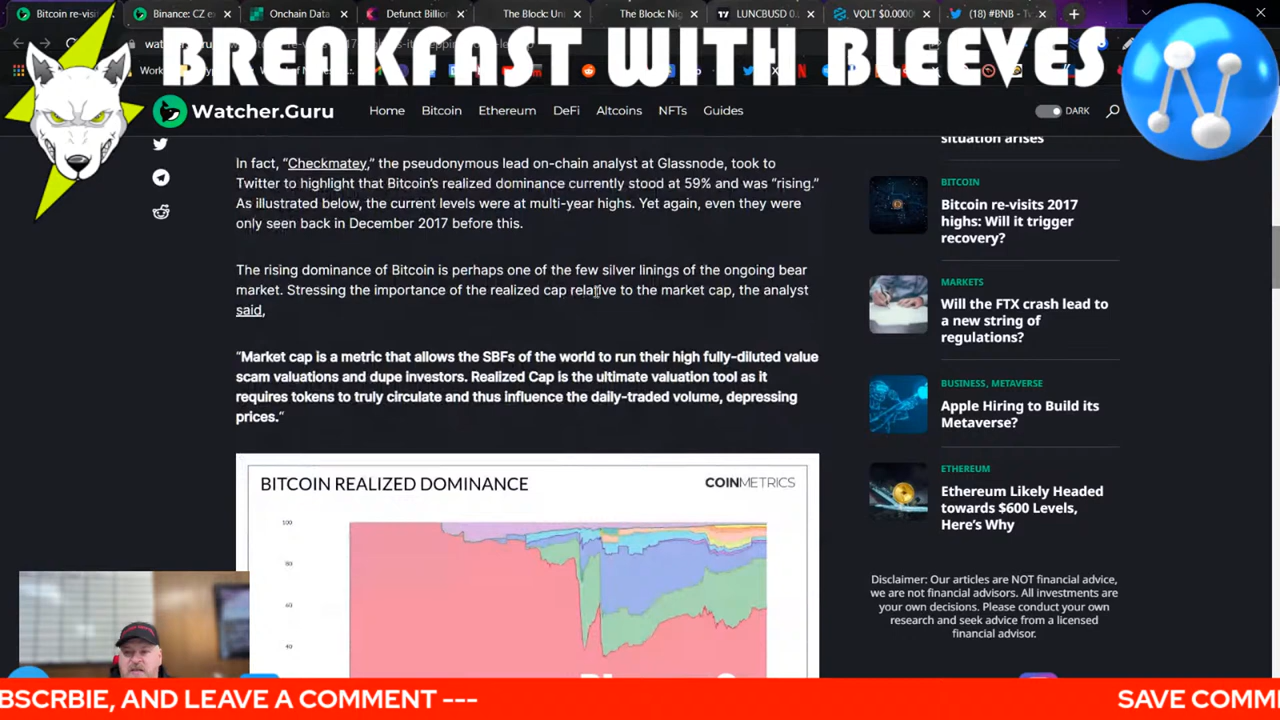 Bitcoin re-vis
Binance: CZ e
Onchain Data
Defunct Billio
The Block: Un
The Block: Nig
LUNCBUSD 0.
VOLT $0.0000
(18) #BNB - Tw
BREAKFAST WITH BLEEVES
Watcher.Guru
Home
Bitcoin
Ethereum
DeFi
Altcoins
NFTs
Guides
DARK
In fact, “Checkmatey,” the pseudonymous lead on-chain analyst at Glassnode, took to
Twitter to highlight that Bitcoin’s realized dominance currently stood at 59% and was “rising.”
As illustrated below, the current levels were at multi-year highs. Yet again, even they were
only seen back in December 2017 before this.
The rising dominance of Bitcoin is perhaps one of the few silver linings of the ongoing bear
market. Stressing the importance of the realized cap relative to the market cap, the analyst
said,
“Market cap is a metric that allows the SBFs of the world to run their high fully-diluted value
scam valuations and dupe investors. Realized Cap is the ultimate valuation tool as it
requires tokens to truly circulate and thus influence the daily-traded volume, depressing
prices.“
BITCOIN REALIZED DOMINANCE
COINMETRICS
100
80
60
40
situation arises
BITCOIN
Bitcoin re-visits 2017
highs: Will it trigger
recovery?
MARKETS
Will the FTX crash lead to
a new string of
regulations?
BUSINESS, METAVERSE
Apple Hiring to Build its
Metaverse?
ETHEREUM
Ethereum Likely Headed
towards $600 Levels,
Here’s Why
Disclaimer: Our articles are NOT financial advice,
we are not financial advisors. All investments are
your own decisions. Please conduct your own
research and seek advice from a licensed
financial advisor.
BSCRBIE, AND LEAVE A COMMENT ---
SAVE COMME